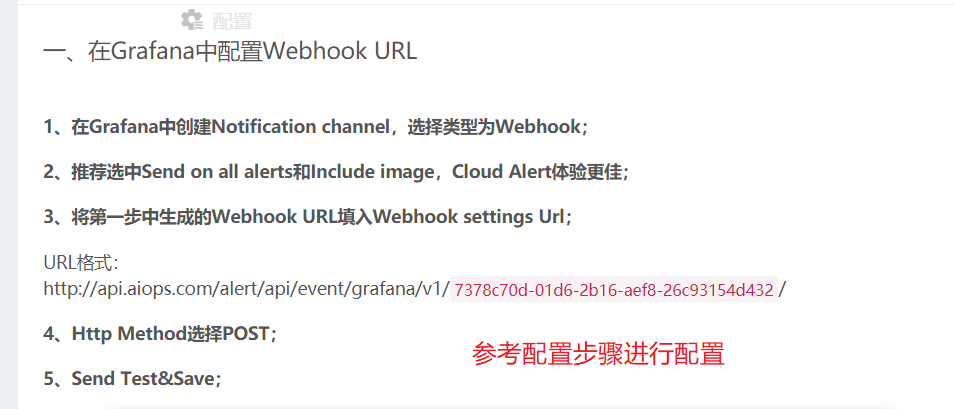 配置
一、在Grafana中配置Webhook URL
1、在Grafana中创建Notification channel，选择类型为Webhook；
2、推荐选中Send on all alerts和Include image，Cloud Alert体验更佳；
3、将第一步中生成的Webhook URL填入Webhook settings Url；
URL格式：
http://api.aiops.com/alert/api/event/grafana/v1/7378c70d-01d6-2b16-aef8-26c93154d432/
4、Http Method选择POST；
参考配置步骤进行配置
5、Send Test&Save；